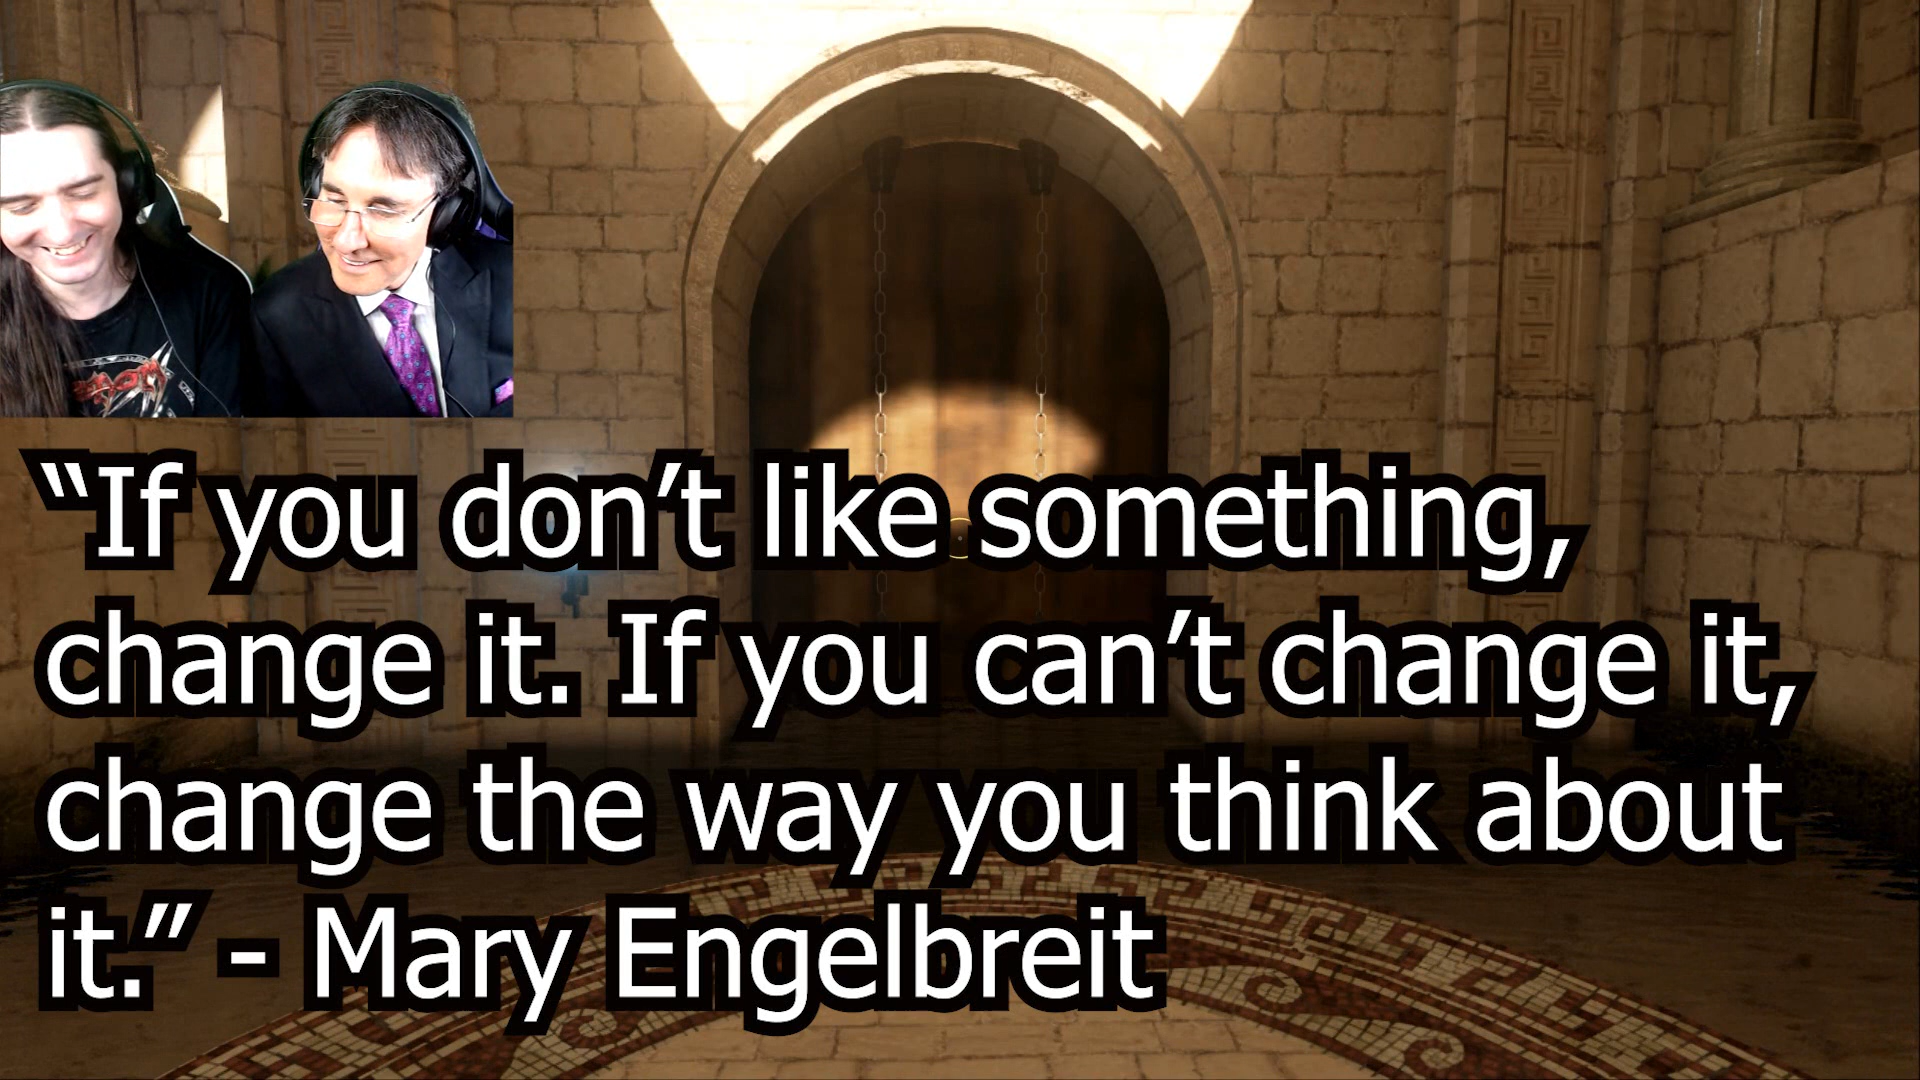 “If you don’t like something,
change it. If you can’t change it,
change the way you think about
it.” - Mary Engelbreit